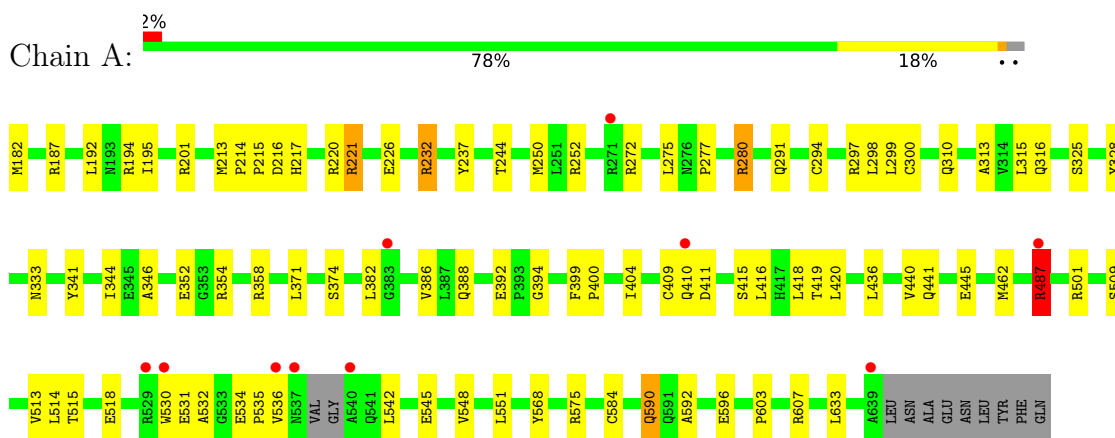 2%
Chain A:
78% 18% • •
M182 R187 L192 N193 R194 I195 R201 M213 P214 P215 D216 H217 R220 R221 E226 R232 Y237 T244 M250 L251 R252 R271 R272 L275 N276 P277 R280 Q291 C294 R297 L298 L299 C300 Q310 A313 V314 L315 Q316 S325 Y328
N333 Y341 I344 E345 A346 E352 G353 R354 R358 L371 S374 L382 G383 V386 L387 Q388 E392 P393 G394 F399 P400 I404 C409 Q410 D411 S415 L416 H417 L418 T419 L420 L436 V440 Q441 E445 M462 R487 R501 S509
V513 L514 T515 E518 R529 W530 E531 A532 G533 E534 P535 V536 N537 VAL GLY A540 Q541 L542 E545 V548 L551 Y568 R575 C584 Q590 Q591 A592 E596 P603 R607 L633 A639 LEU ASN ALA GLU ASN LEU TYR PHE GLN